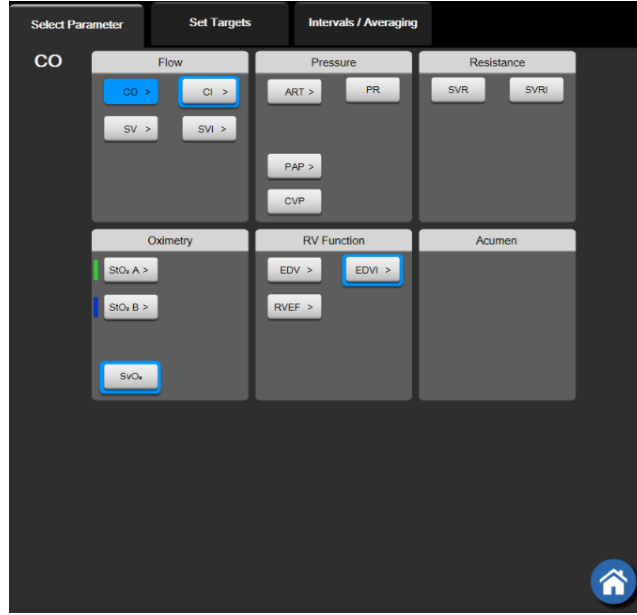 Select Parameter
Set Targets
Intervals / Averaging
CO
Flow
CO >
CI >
SV >
SVI >
Pressure
ART >
PR
PAP >
CVP
Resistance
SVR
SVRI
Oximetry
StO₂ A >
StO₂ B >
SvO₂
RV Function
EDV >
EDVI >
RVEF >
Acumen